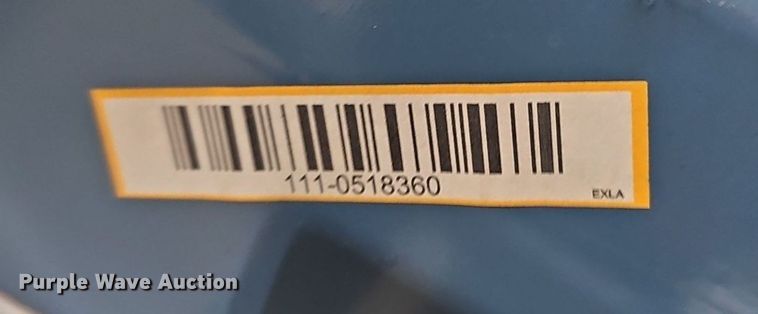 111-0518360
EXLA
Purple Wave Auction